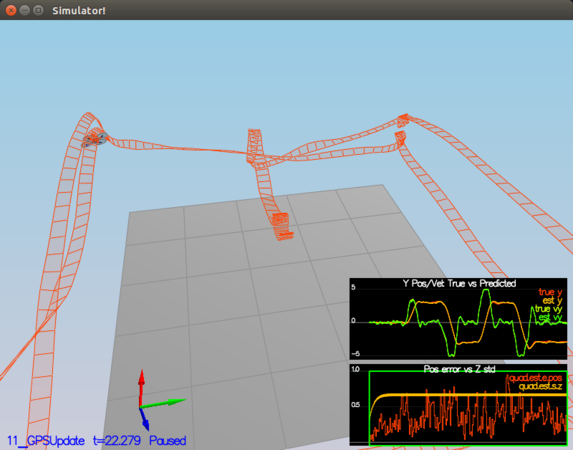 Simulator!
Y Pos/Vel: True vs Predicted
5
true y
est y
true vy
est vy
0
-5
Pos error vs Z std
1.0
quad.est.e.pos
quad.est.s.z
0.5
11_GPSUpdate t=22.279 Paused